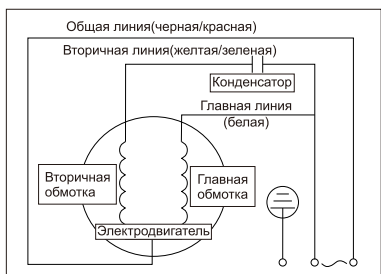 Общая линия(черная/красная)
Вторичная линия(желтая/зеленая)
Конденсатор
Главная линия
(белая)
Вторичная
обмотка
Главная
обмотка
Электродвигатель